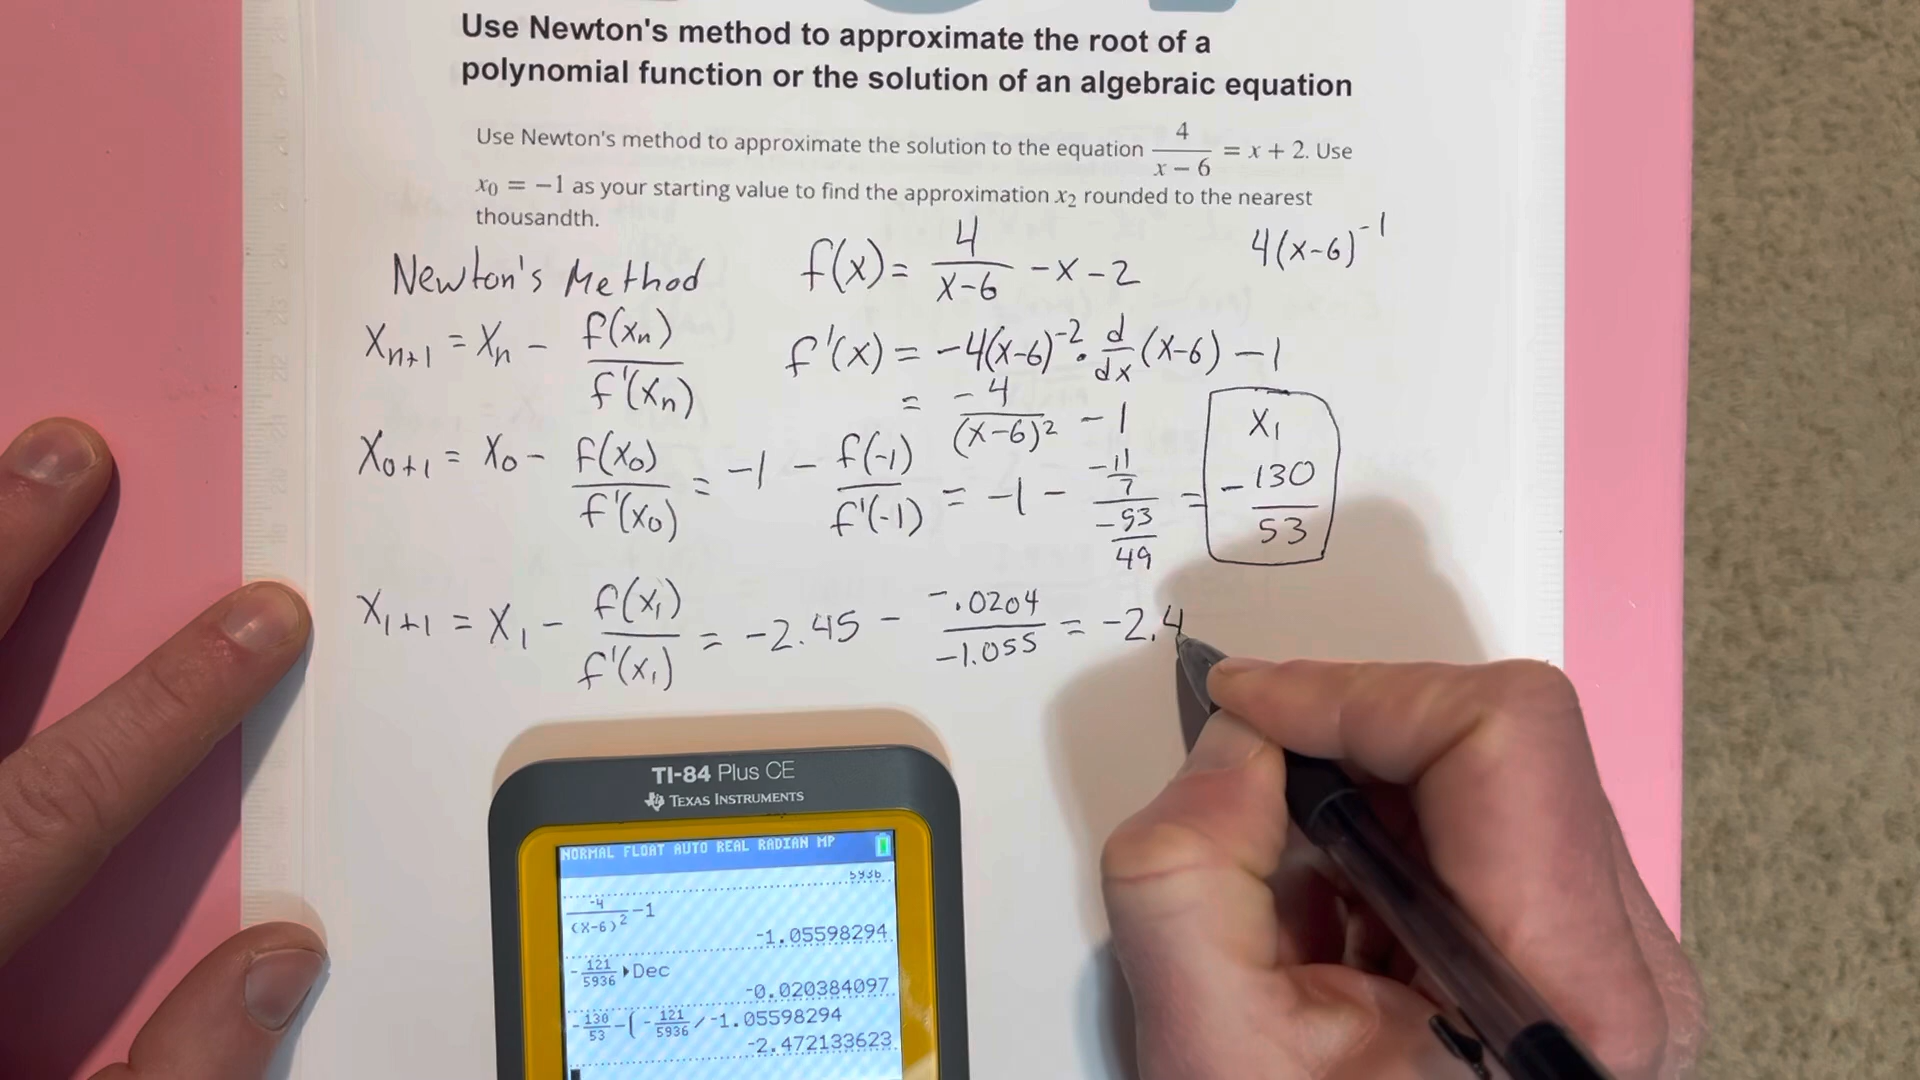 Use Newton's method to approximate the root of a
polynomial function or the solution of an algebraic equation
Use Newton's method to approximate the solution to the equation 4/(x − 6) = x + 2. Use
x₀ = −1 as your starting value to find the approximation x₂ rounded to the nearest
thousandth.
Newton's Method
f(x) = 4/(x-6) - x - 2
4(x-6)⁻¹
Xₙ₊₁ = Xₙ - f(xₙ)/f'(xₙ)
f'(x) = -4(x-6)⁻² · d/dx (x-6) - 1
= -4/(x-6)² - 1
X₀₊₁ = X₀ - f(x₀)/f'(x₀) = -1 - f(-1)/f'(-1) = -1 - (-11/7)/(-53/49) =
X₁
-130/53
X₁₊₁ = X₁ - f(x₁)/f'(x₁) = -2.45 - -.0204/-1.055 = -2.4
TI-84 Plus CE
TEXAS INSTRUMENTS
NORMAL FLOAT AUTO REAL RADIAN MP
5936
-4/(X-6)² -1
-1.05598294
-121/5936 ▸Dec
-0.020384097
-130/53-(-121/5936/-1.05598294
-2.472133623